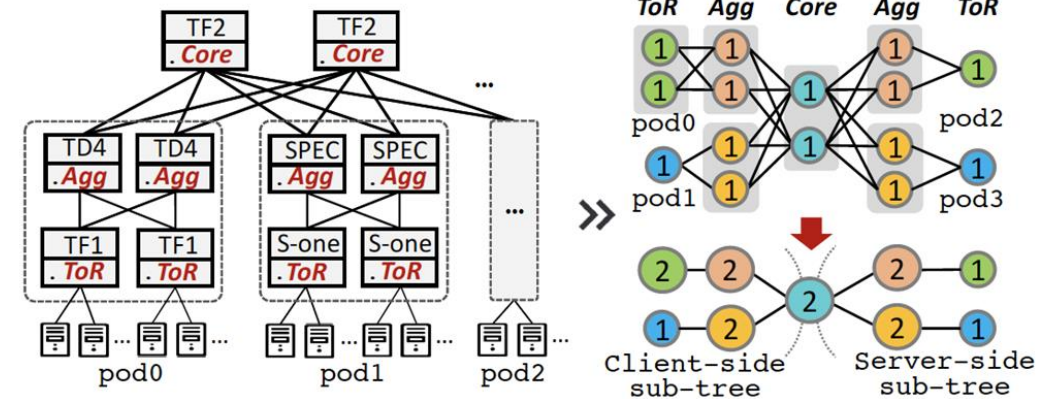 TF2
. Core
TF2
. Core
...
TD4
. Agg
TD4
. Agg
SPEC
. Agg
SPEC
. Agg
...
TF1
. ToR
TF1
. ToR
S-one
. ToR
S-one
. ToR
... ... ... ... ...
pod0
pod1
pod2
ToR Agg Core Agg ToR
1 1 1
1
1 1 1 1
pod0
pod2
1 1 1
1 1
pod1
1 1
pod3
2 2 2 1
2
1 2 2 1
Client-side
sub-tree
Server-side
sub-tree